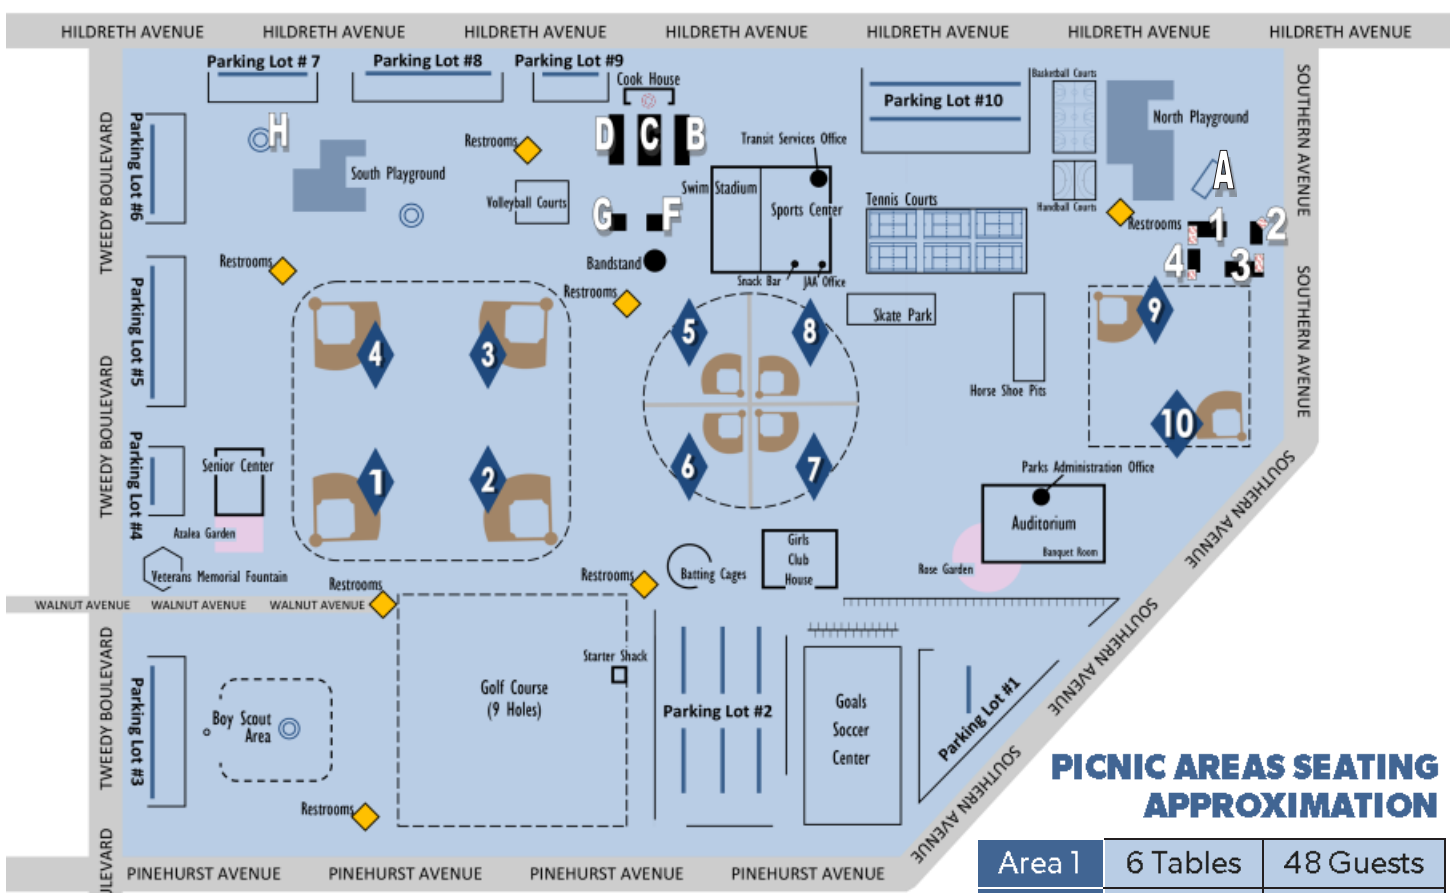 HILDRETH AVENUE HILDRETH AVENUE HILDRETH AVENUE HILDRETH AVENUE HILDRETH AVENUE HILDRETH AVENUE HILDRETH AVENUE
Parking Lot # 7
Parking Lot #8
Parking Lot #9
Cook House
Parking Lot #10
Basketball Courts
North Playground
SOUTHERN AVENUE
TWEEDY BOULEVARD
Parking Lot #6
H
South Playground
Restrooms
D
C
B
Transit Services Office
Volleyball Courts
Swim Stadium
Sports Center
Tennis Courts
Handball Courts
A
Restrooms
1
2
4
3
G
F
Bandstand
Snack Bar
JAA Office
Restrooms
Restrooms
TWEEDY BOULEVARD
Parking Lot #5
4
3
5
8
Skate Park
Horse Shoe Pits
9
10
SOUTHERN AVENUE
Parking Lot #4
Senior Center
Azalea Garden
Veterans Memorial Fountain
1
2
6
7
Parks Administration Office
Auditorium
Banquet Room
Rose Garden
Girls
Club
House
Batting Cages
Restrooms
Restrooms
WALNUT AVENUE WALNUT AVENUE WALNUT AVENUE
SOUTHERN AVENUE
SOUTHERN AVENUE
SOUTHERN AVENUE
TWEEDY BOULEVARD
Parking Lot #3
Boy Scout
Area
Restrooms
Golf Course
(9 Holes)
Starter Shack
Parking Lot #2
Goals
Soccer
Center
Parking Lot #1
ULEVARD
PINEHURST AVENUE PINEHURST AVENUE PINEHURST AVENUE PINEHURST AVENUE
PICNIC AREAS SEATING
APPROXIMATION
Area 1 6 Tables 48 Guests